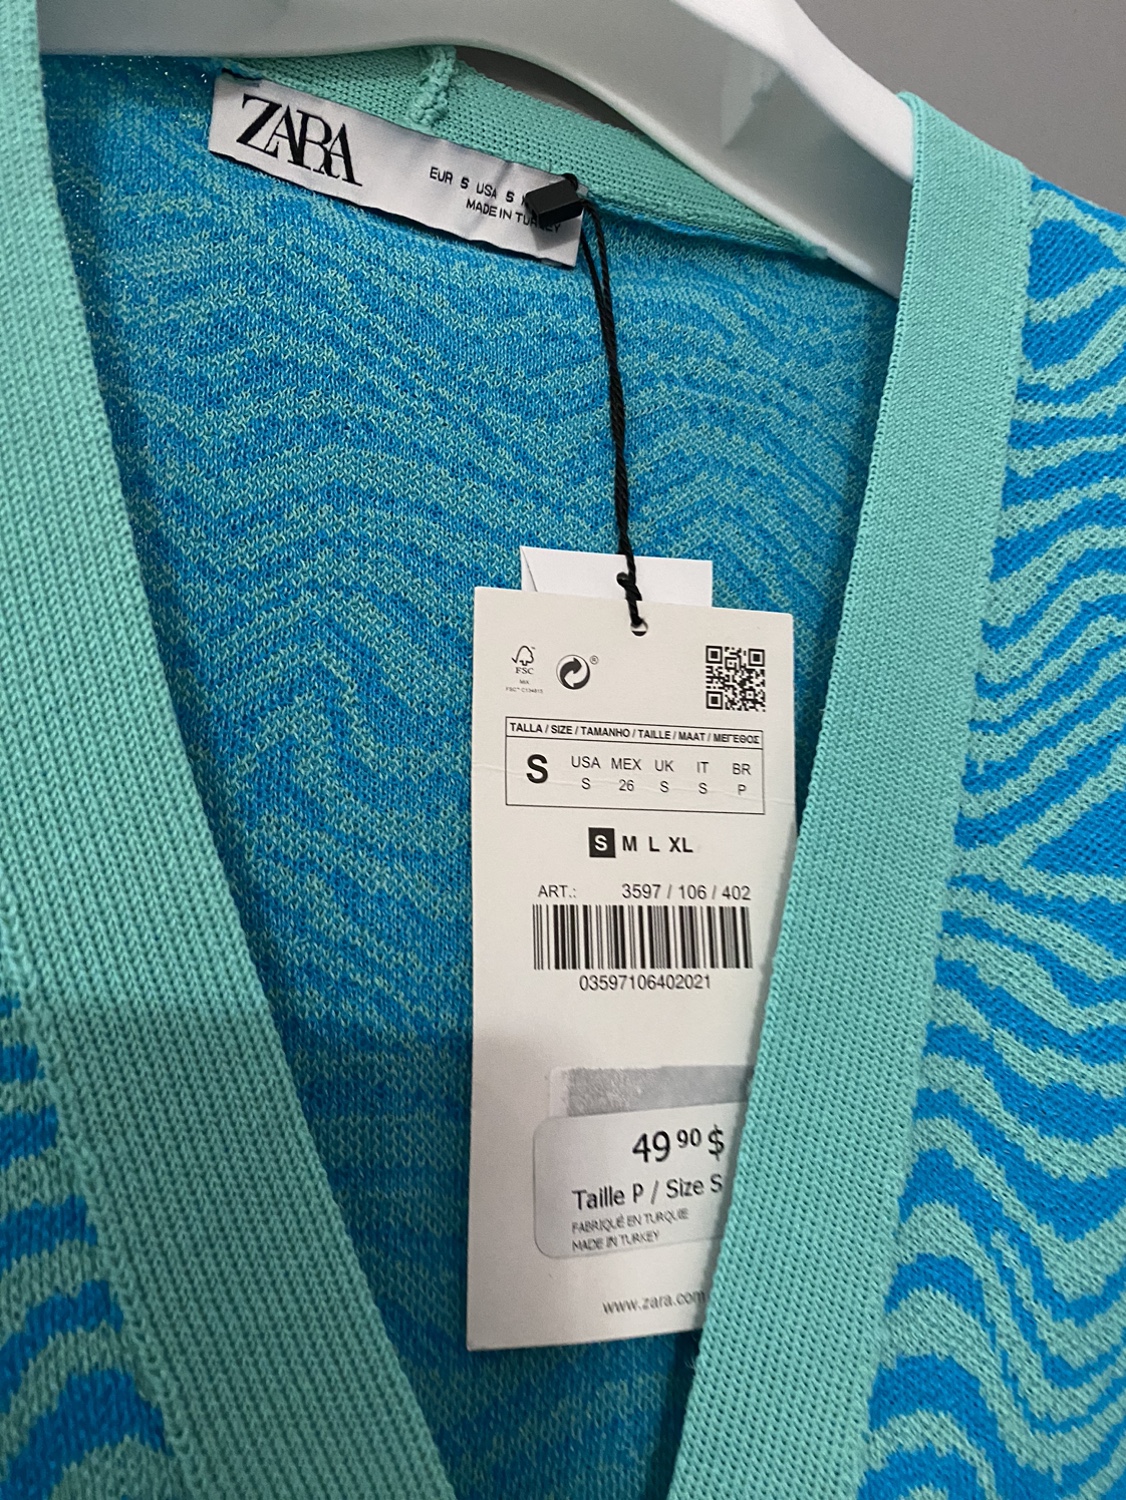 ZARA
EUR S USA S
MADE IN TURKEY
FSC
MIX
FSC® C134815
®
TALLA / SIZE / TAMANHO / TAILLE / MAAT / ΜΕΓΕΘΟΣ
S USA MEX UK IT BR
S 26 S S P
S M L XL
ART.: 3597 / 106 / 402
03597106402021
49 90 $
Taille P / Size S
FABRIQUÉ EN TURQUIE
MADE IN TURKEY
www.zara.com